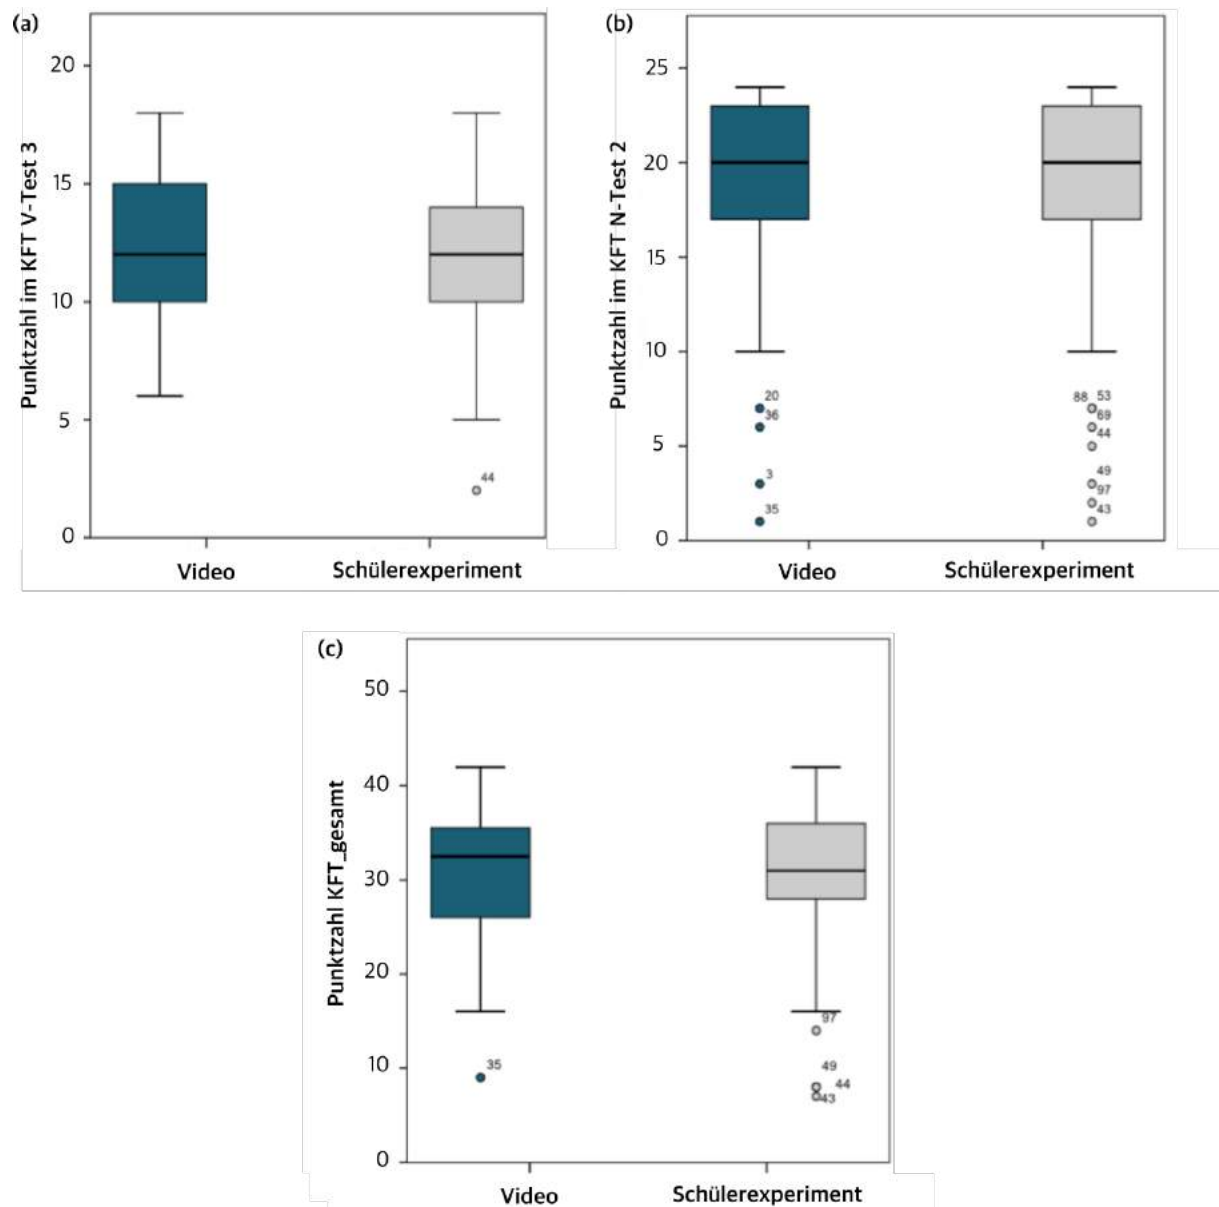 (a)
Punktzahl im KFT V-Test 3
20
15
10
5
0
44
Video
Schülerexperiment
(b)
Punktzahl im KFT N-Test 2
25
20
15
10
5
0
20
36
3
35
88
53
69
44
49
97
43
Video
Schülerexperiment
(c)
Punktzahl KFT_gesamt
50
40
30
20
10
0
35
97
49
44
43
Video
Schülerexperiment